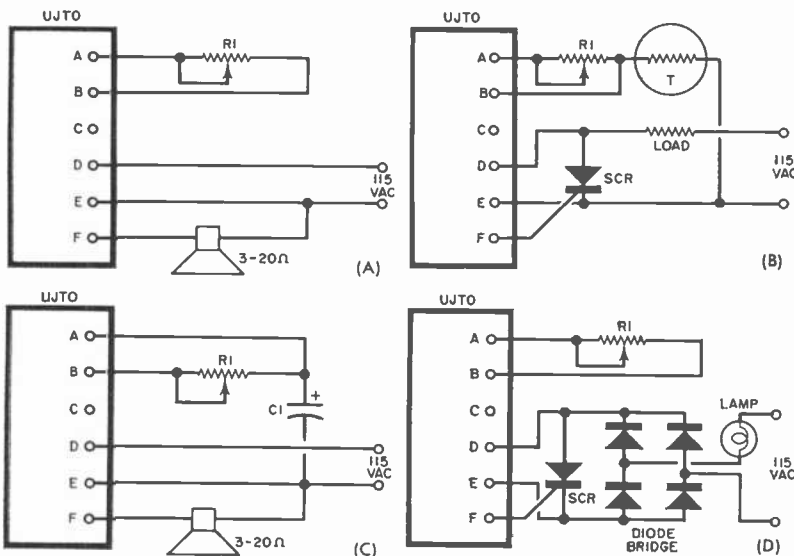 UJTO
A
B
C
D
E
F
R1
115
VAC
3-20Ω
(A)
UJTO
A
B
C
D
E
F
R1
T
LOAD
SCR
115
VAC
(B)
UJTO
A
B
C
D
E
F
R1
C1
+
115
VAC
3-20Ω
(C)
UJTO
A
B
C
D
E
F
R1
LAMP
115
VAC
SCR
DIODE
BRIDGE
(D)